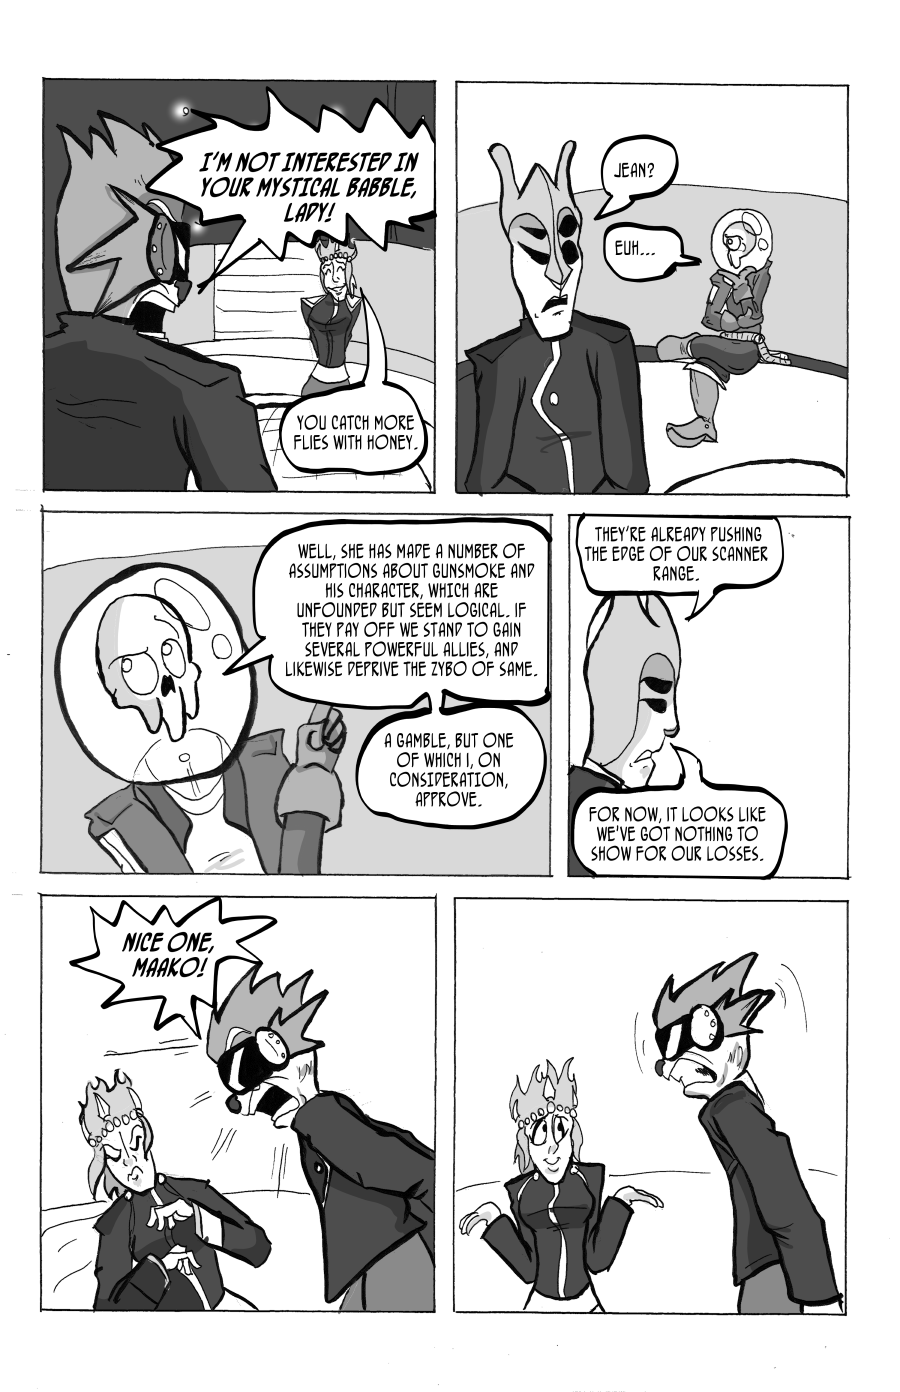 I'M NOT INTERESTED IN
YOUR MYSTICAL BABBLE,
LADY!
YOU CATCH MORE
FLIES WITH HONEY.
JEAN?
EUH...
WELL, SHE HAS MADE A NUMBER OF
ASSUMPTIONS ABOUT GUNSMOKE AND
HIS CHARACTER, WHICH ARE
UNFOUNDED BUT SEEM LOGICAL. IF
THEY PAY OFF WE STAND TO GAIN
SEVERAL POWERFUL ALLIES, AND
LIKEWISE DEPRIVE THE ZYBO OF SAME.
A GAMBLE, BUT ONE
OF WHICH I, ON
CONSIDERATION,
APPROVE.
THEY'RE ALREADY PUSHING
THE EDGE OF OUR SCANNER
RANGE.
FOR NOW, IT LOOKS LIKE
WE'VE GOT NOTHING TO
SHOW FOR OUR LOSSES.
NICE ONE,
MAAKO!